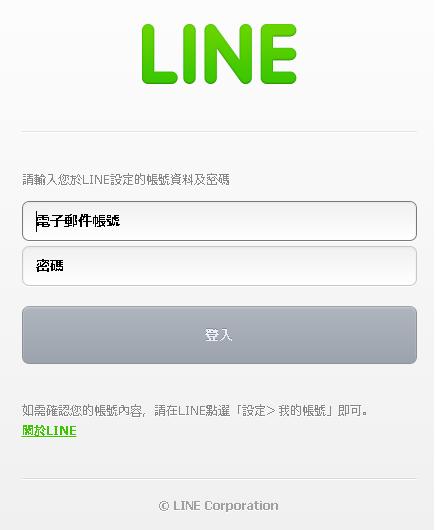 LINE
請輸入您於LINE設定的帳號資料及密碼
電子郵件帳號
密碼
登入
如需確認您的帳號內容，請在LINE點選「設定＞我的帳號」即可。
關於LINE
© LINE Corporation